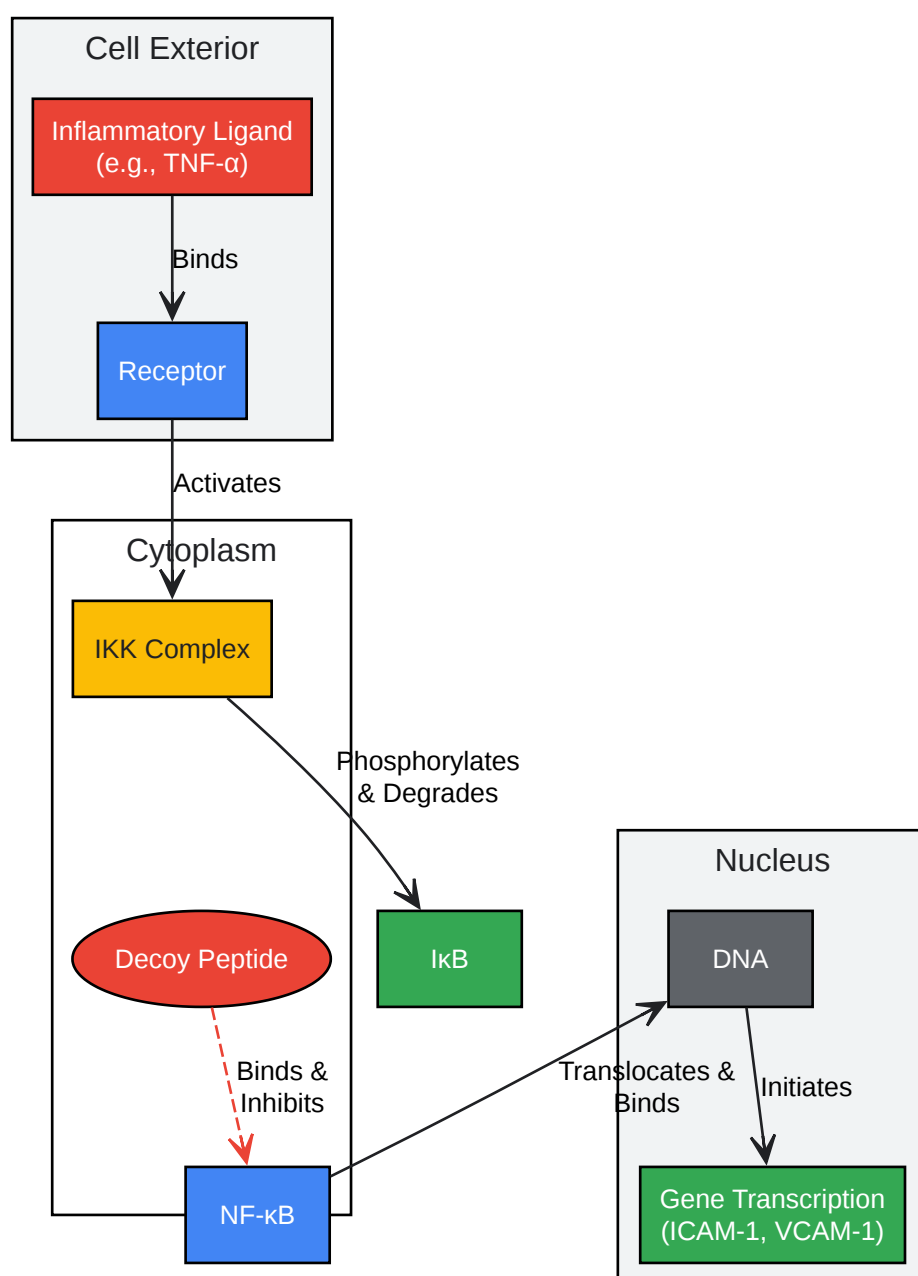 Cell Exterior
Inflammatory Ligand
(e.g., TNF-α)
Binds
Receptor
Activates
Cytoplasm
IKK Complex
Phosphorylates
& Degrades
Nucleus
Decoy Peptide
IκB
DNA
Binds &
Inhibits
Translocates &
Binds
Initiates
NF-κB
Gene Transcription
(ICAM-1, VCAM-1)